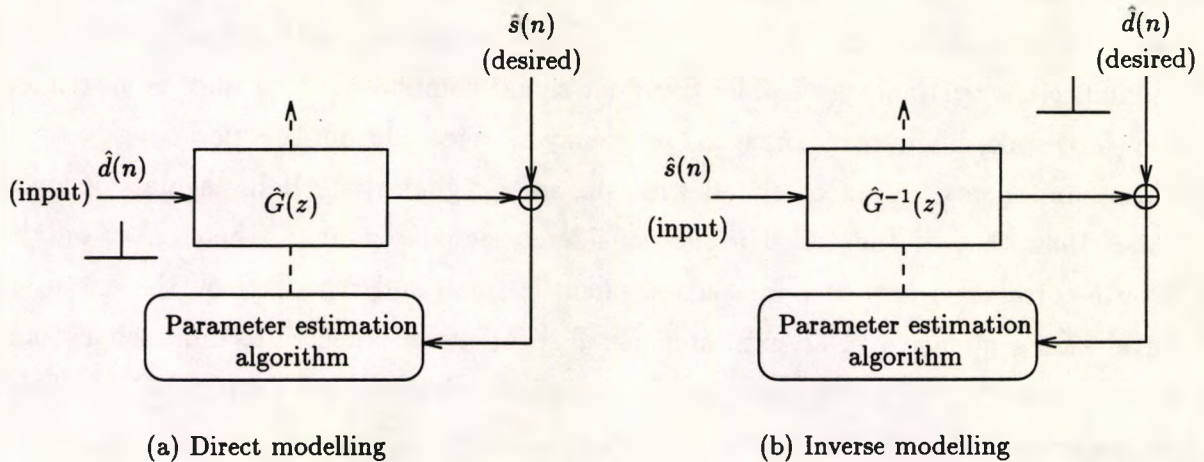 ŝ(n)
(desired)
d̂(n)
(input)
Ĝ(z)
Parameter estimation
algorithm
(a) Direct modelling
d̂(n)
(desired)
ŝ(n)
(input)
Ĝ⁻¹(z)
Parameter estimation
algorithm
(b) Inverse modelling